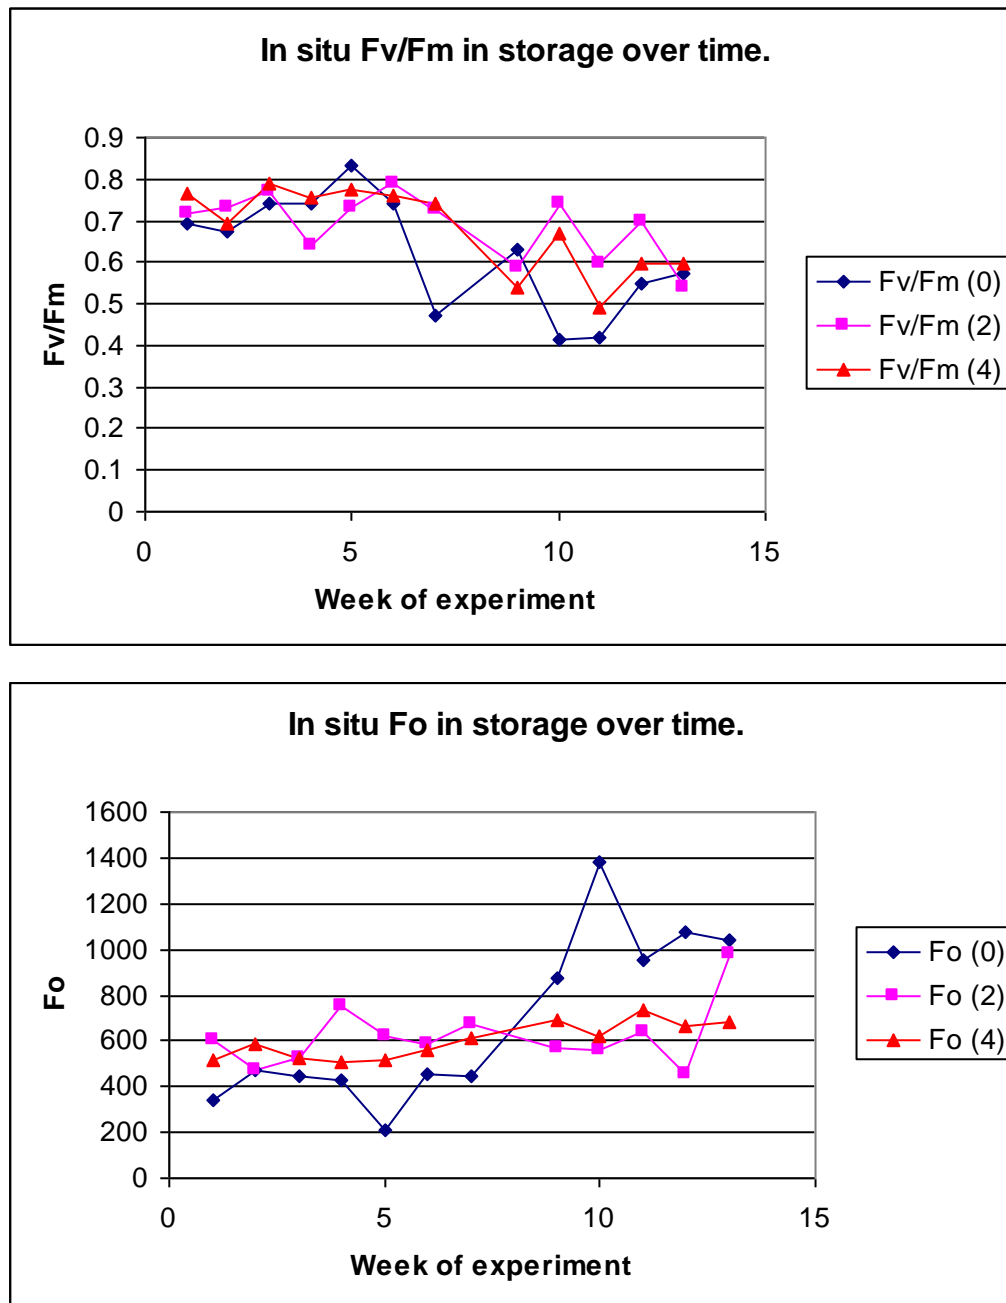 In situ Fv/Fm in storage over time.
0.9
0.8
0.7
0.6
0.5
0.4
0.3
0.2
0.1
0
Fv/Fm
0 5 10 15
Week of experiment
Fv/Fm (0)
Fv/Fm (2)
Fv/Fm (4)
In situ Fo in storage over time.
1600
1400
1200
1000
800
600
400
200
0
Fo
0 5 10 15
Week of experiment
Fo (0)
Fo (2)
Fo (4)